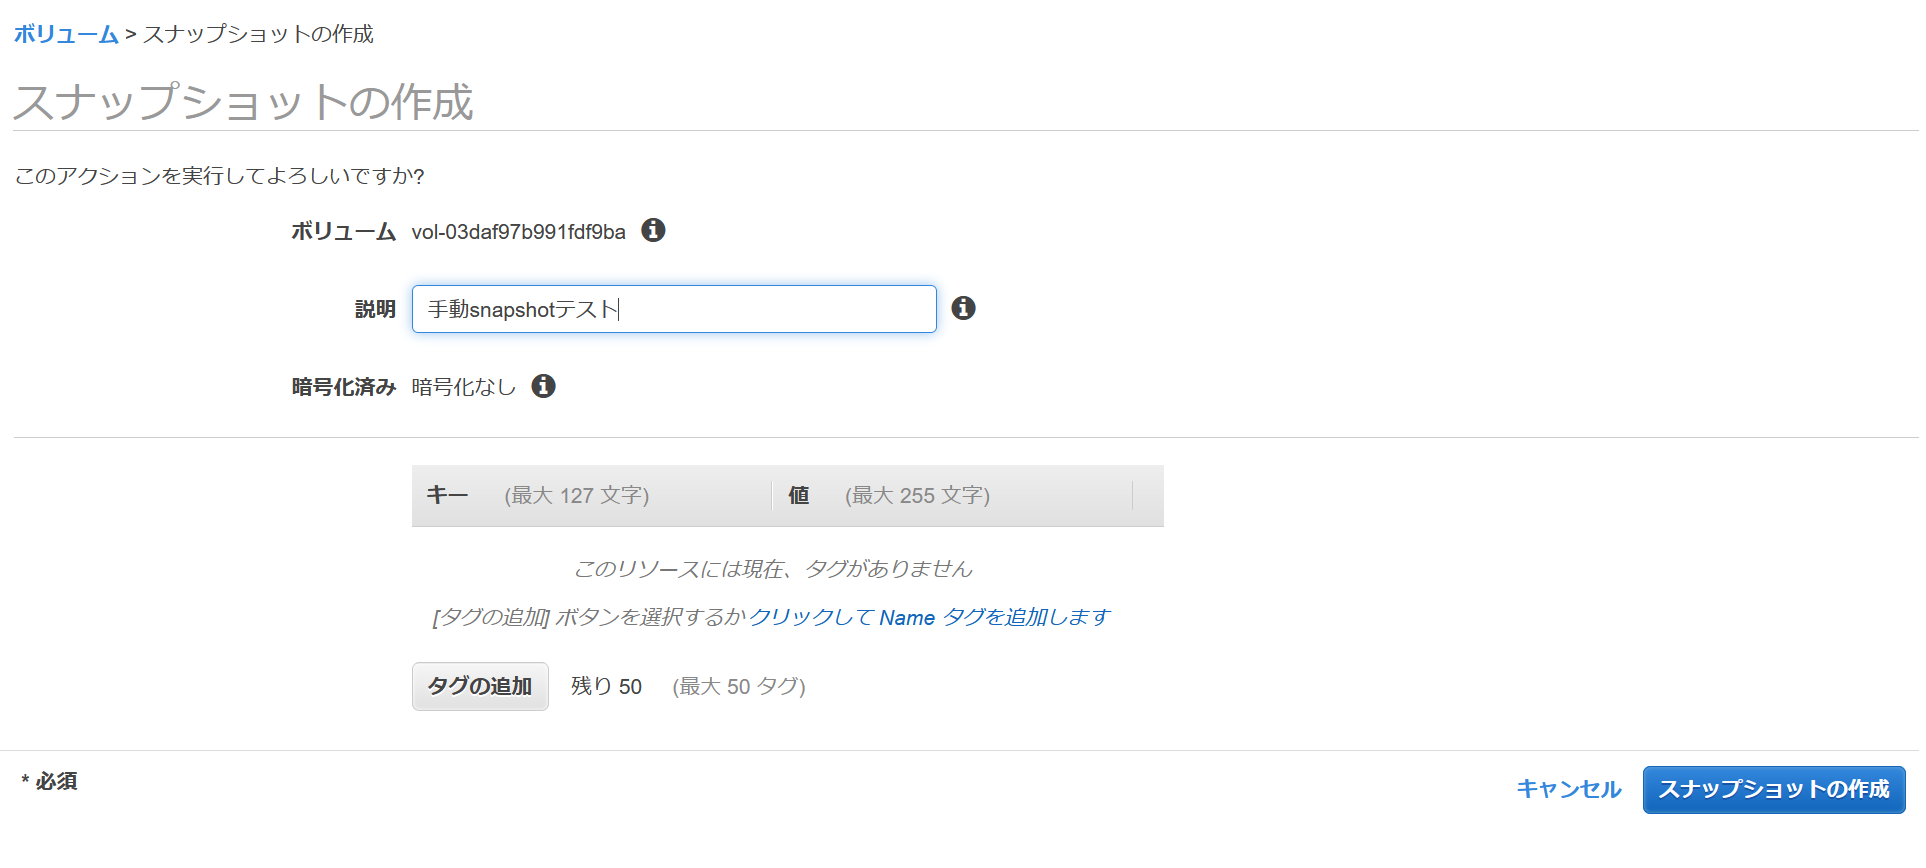 ボリューム > スナップショットの作成
スナップショットの作成
このアクションを実行してよろしいですか?
ボリューム vol-03daf97b991fdf9ba
説明 手動snapshotテスト
暗号化済み 暗号化なし
キー (最大 127 文字) 値 (最大 255 文字)
このリソースには現在、タグがありません
[タグの追加] ボタンを選択するか クリックして Name タグを追加します
タグの追加 残り 50 (最大 50 タグ)
* 必須 キャンセル スナップショットの作成